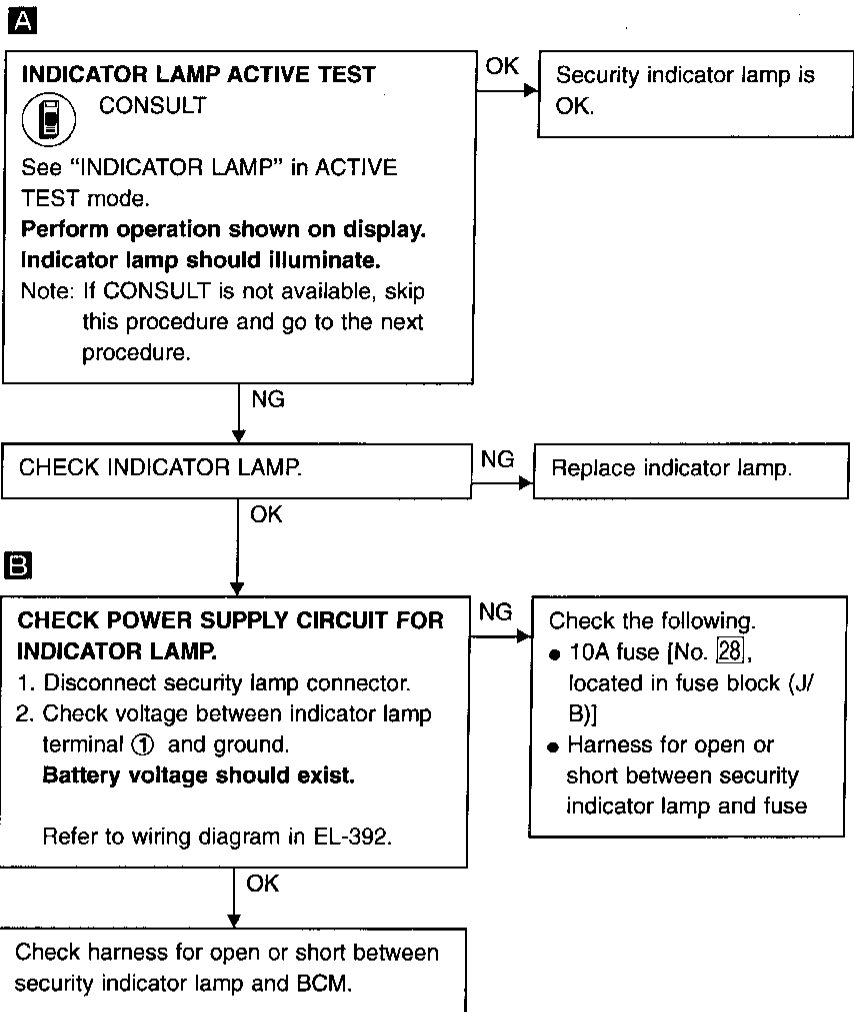 A
INDICATOR LAMP ACTIVE TEST
CONSULT
See “INDICATOR LAMP” in ACTIVE
TEST mode.
Perform operation shown on display.
Indicator lamp should illuminate.
Note: If CONSULT is not available, skip
this procedure and go to the next
procedure.
OK
Security indicator lamp is
OK.
NG
CHECK INDICATOR LAMP.
NG
Replace indicator lamp.
OK
B
CHECK POWER SUPPLY CIRCUIT FOR
INDICATOR LAMP.
1. Disconnect security lamp connector.
2. Check voltage between indicator lamp
terminal ① and ground.
Battery voltage should exist.
Refer to wiring diagram in EL-392.
NG
Check the following.
● 10A fuse [No. 28,
located in fuse block (J/
B)]
● Harness for open or
short between security
indicator lamp and fuse
OK
Check harness for open or short between
security indicator lamp and BCM.